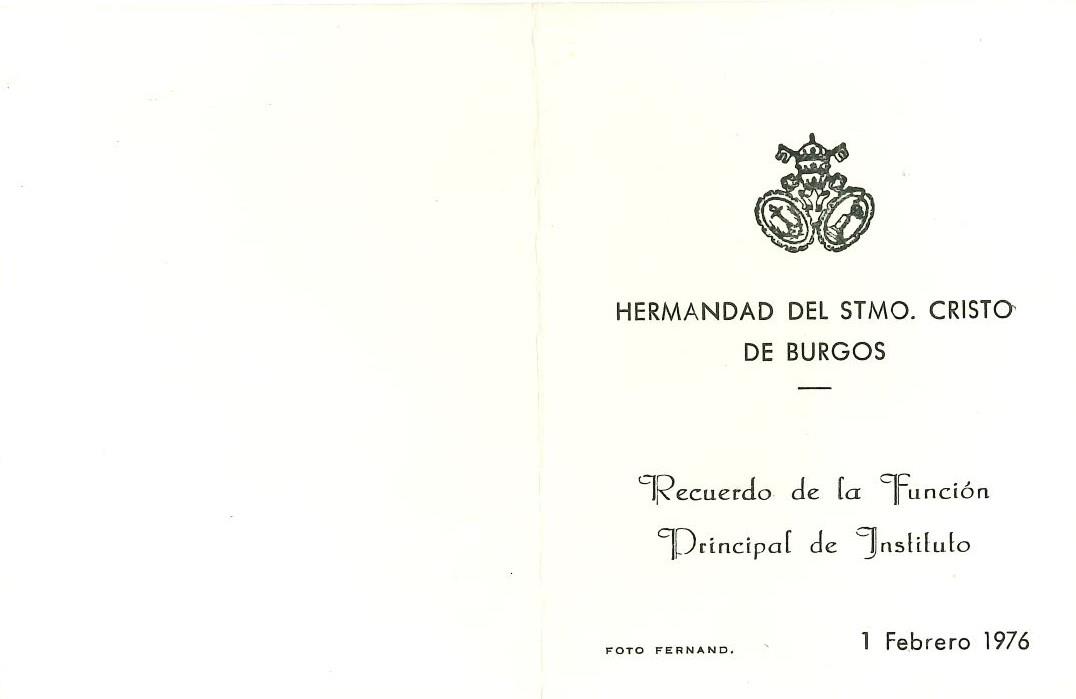 HERMANDAD DEL STMO. CRISTO
DE BURGOS
Recuerdo de la Función
Principal de Instituto
FOTO FERNAND.
1 Febrero 1976